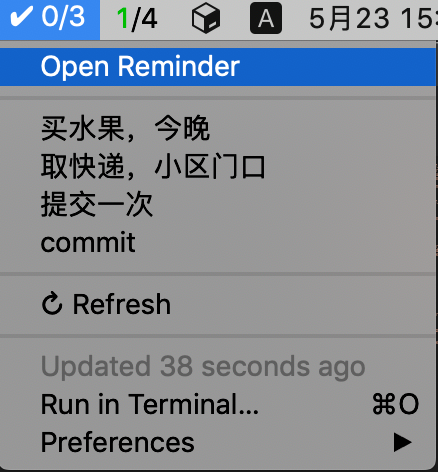 ✔ 0/3 1/4 A 5月23 15:
Open Reminder
买水果，今晚
取快递，小区门口
提交一次
commit
↻ Refresh
Updated 38 seconds ago
Run in Terminal... ⌘O
Preferences ▶